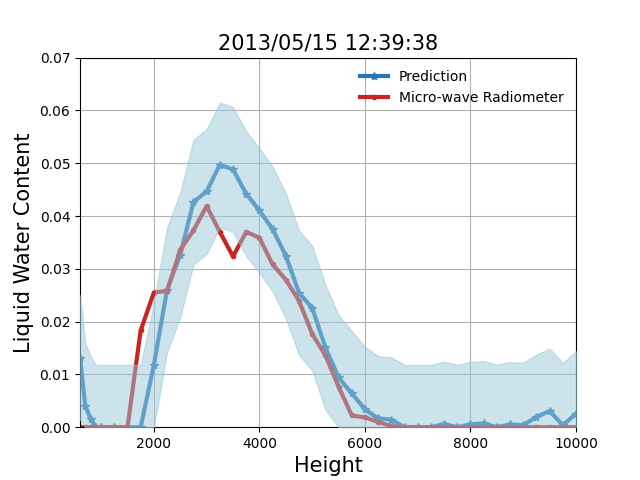 2013/05/15 12:39:38
0.07
0.06
0.05
0.04
0.03
0.02
0.01
0.00
Liquid Water Content
Prediction
Micro-wave Radiometer
2000 4000 6000 8000 10000
Height